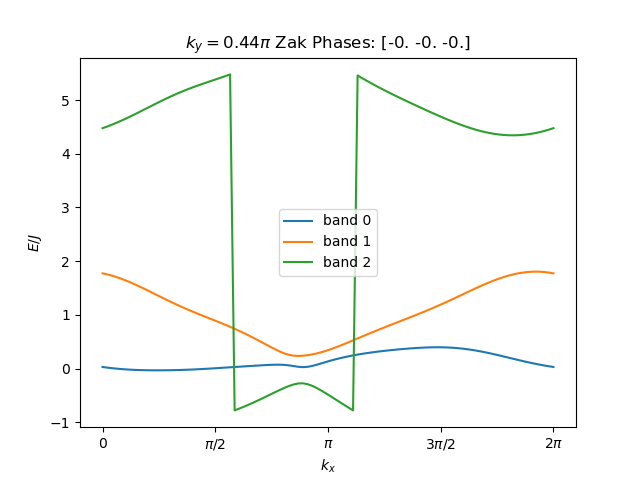 $k_y = 0.44\pi$ Zak Phases: [-0. -0. -0.]
E/J
5
4
3
2
1
0
−1
band 0
band 1
band 2
0
π/2
π
3π/2
2π
$k_x$